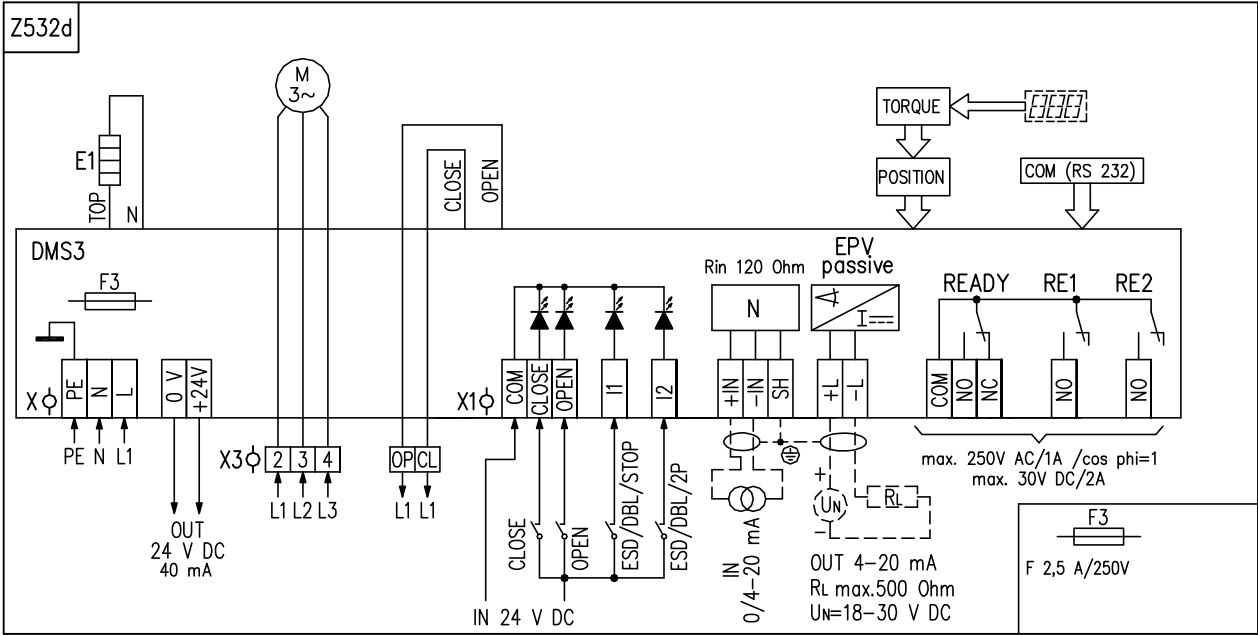 Z532d
M
3~
E1
TOP
N
CLOSE
OPEN
TORQUE
POSITION
COM (RS 232)
DMS3
F3
Rin 120 Ohm
N
EPV
passive
READY
RE1
RE2
X
PE
N
L
0 V
+24V
X1
COM
CLOSE
OPEN
I1
I2
+IN
-IN
SH
+L
-L
COM
NO
NC
NO
NO
PE N L1
X3
2 3 4
OP CL
L1 L2 L3
L1 L1
OUT
24 V DC
40 mA
CLOSE
OPEN
ESD/DBL/STOP
ESD/DBL/2P
IN 24 V DC
IN
0/4-20 mA
+
UN
-
RL
OUT 4-20 mA
RL max.500 Ohm
UN=18-30 V DC
max. 250V AC/1A /cos phi=1
max. 30V DC/2A
F3
F 2,5 A/250V